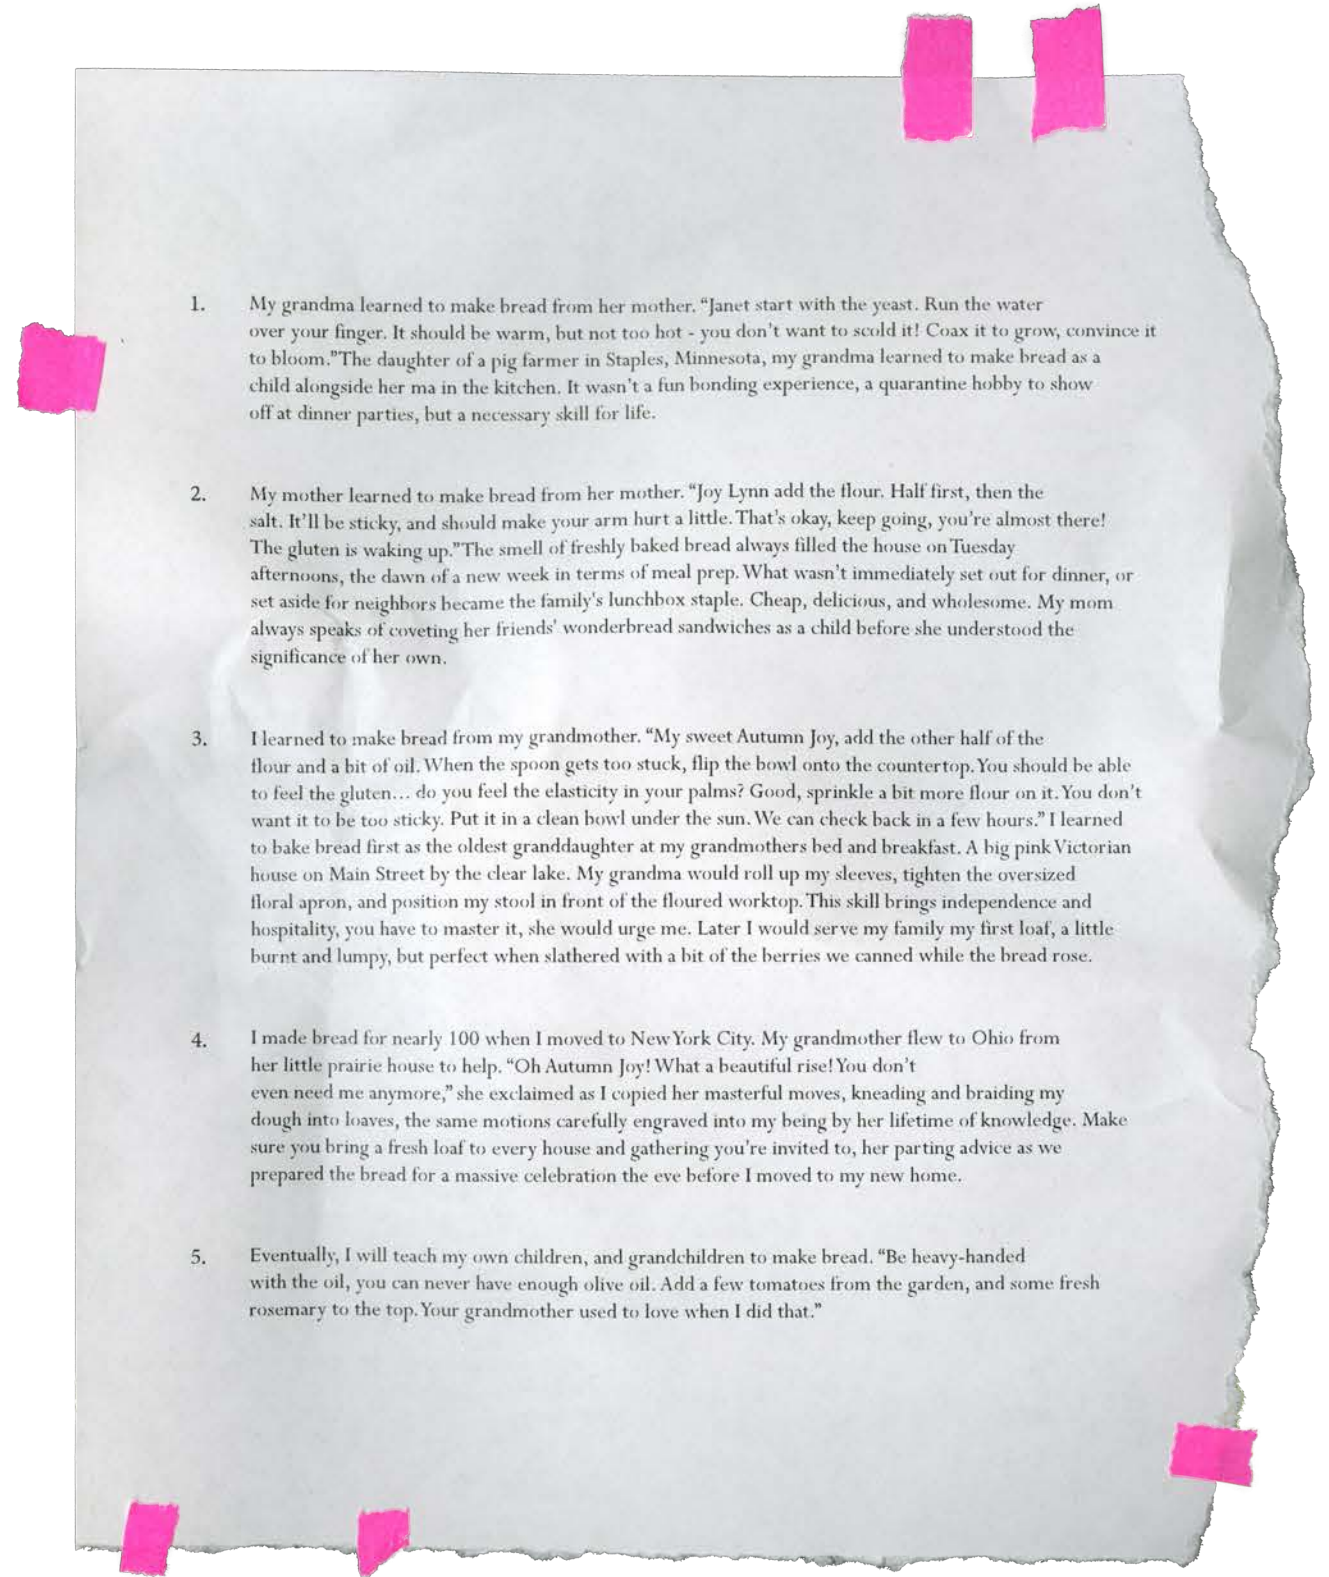 1. My grandma learned to make bread from her mother. “Janet start with the yeast. Run the water
over your finger. It should be warm, but not too hot - you don’t want to scold it! Coax it to grow, convince it
to bloom.”The daughter of a pig farmer in Staples, Minnesota, my grandma learned to make bread as a
child alongside her ma in the kitchen. It wasn’t a fun bonding experience, a quarantine hobby to show
off at dinner parties, but a necessary skill for life.
2. My mother learned to make bread from her mother. “Joy Lynn add the flour. Half first, then the
salt. It’ll be sticky, and should make your arm hurt a little. That’s okay, keep going, you’re almost there!
The gluten is waking up.”The smell of freshly baked bread always filled the house on Tuesday
afternoons, the dawn of a new week in terms of meal prep. What wasn’t immediately set out for dinner, or
set aside for neighbors became the family's lunchbox staple. Cheap, delicious, and wholesome. My mom
always speaks of coveting her friends’ wonderbread sandwiches as a child before she understood the
significance of her own.
3. I learned to make bread from my grandmother. “My sweet Autumn Joy, add the other half of the
flour and a bit of oil. When the spoon gets too stuck, flip the bowl onto the countertop. You should be able
to feel the gluten… do you feel the elasticity in your palms? Good, sprinkle a bit more flour on it. You don’t
want it to be too sticky. Put it in a clean bowl under the sun. We can check back in a few hours.” I learned
to bake bread first as the oldest granddaughter at my grandmothers bed and breakfast. A big pink Victorian
house on Main Street by the clear lake. My grandma would roll up my sleeves, tighten the oversized
floral apron, and position my stool in front of the floured worktop. This skill brings independence and
hospitality, you have to master it, she would urge me. Later I would serve my family my first loaf, a little
burnt and lumpy, but perfect when slathered with a bit of the berries we canned while the bread rose.
4. I made bread for nearly 100 when I moved to New York City. My grandmother flew to Ohio from
her little prairie house to help. “Oh Autumn Joy! What a beautiful rise! You don’t
even need me anymore,” she exclaimed as I copied her masterful moves, kneading and braiding my
dough into loaves, the same motions carefully engraved into my being by her lifetime of knowledge. Make
sure you bring a fresh loaf to every house and gathering you’re invited to, her parting advice as we
prepared the bread for a massive celebration the eve before I moved to my new home.
5. Eventually, I will teach my own children, and grandchildren to make bread. “Be heavy-handed
with the oil, you can never have enough olive oil. Add a few tomatoes from the garden, and some fresh
rosemary to the top. Your grandmother used to love when I did that.”